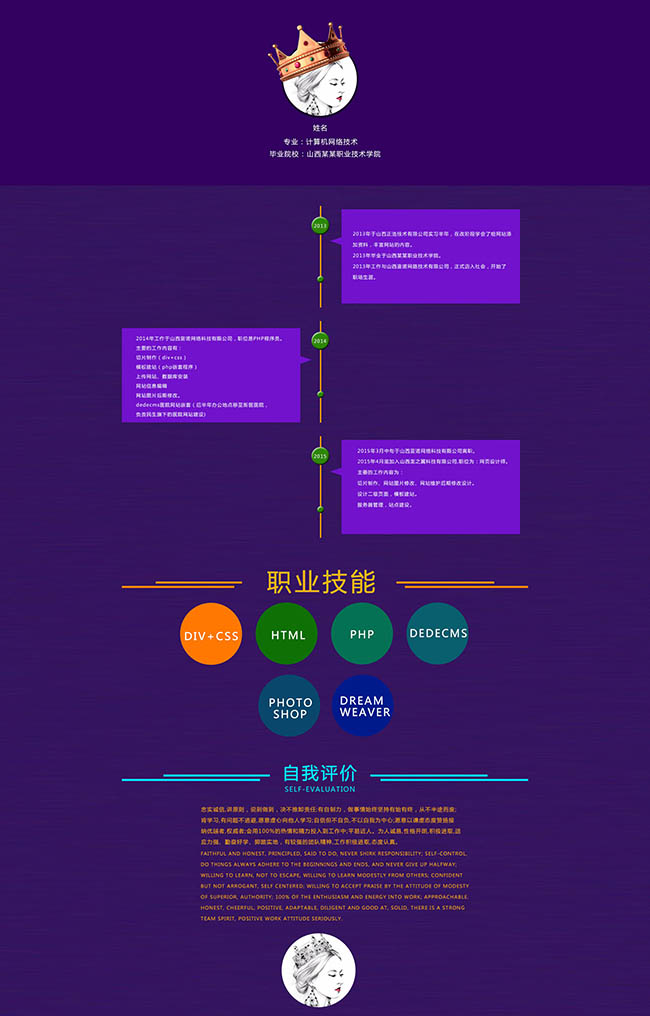 姓名
专业：计算机网络技术
毕业院校：山西某某职业技术学院
2013
2013年于山西正浩技术有限公司实习半年，在改阶段学会了给网站添
加资料，丰富网站的内容。
2013年毕业于山西某某职业技术学院。
2013年工作与山西 网路技术有限公司，正式迈入社会，开始了
职场生涯。
2014
2014年工作于山西 网络科技有限公司，职位是PHP程序员。
主要的工作内容有：
切片制作（div+css）
模板建站（php嵌套程序）
上传网站、数据库安装
网站信息编辑
网站图片后期修改。
dedecms医院网站嵌套（后半年办公地点移至新医医院，
负责民生旗下的医院网站建设)
2015
2015年3月中旬于山西 网络科技有限公司离职。
2015年4月底加入山西 之翼科技有限公司,职位为：网页设计师。
主要的工作内容为：
切片制作、网站图片修改、网站维护后期修改设计。
设计二级页面，模板建站。
服务器管理，站点建设。
职业技能
DIV+CSS
HTML
PHP
DEDECMS
PHOTO
SHOP
DREAM
WEAVER
自我评价
SELF-EVALUATION
忠实诚信,讲原则，说到做到，决不推卸责任;有自制力，做事情始终坚持有始有终，从不半途而废;
肯学习,有问题不逃避,愿意虚心向他人学习;自信但不自负,不以自我为中心;愿意以谦虚态度赞扬接
纳优越者,权威者;会用100%的热情和精力投入到工作中;平易近人。为人诚恳,性格开朗,积极进取,适
应力强、勤奋好学、脚踏实地，有较强的团队精神,工作积极进取,态度认真。
FAITHFUL AND HONEST, PRINCIPLED, SAID TO DO, NEVER SHIRK RESPONSIBILITY; SELF-CONTROL,
DO THINGS ALWAYS ADHERE TO THE BEGINNINGS AND ENDS, AND NEVER GIVE UP HALFWAY;
WILLING TO LEARN, NOT TO ESCAPE, WILLING TO LEARN MODESTLY FROM OTHERS; CONFIDENT
BUT NOT ARROGANT, SELF CENTERED; WILLING TO ACCEPT PRAISE BY THE ATTITUDE OF MODESTY
OF SUPERIOR, AUTHORITY; 100% OF THE ENTHUSIASM AND ENERGY INTO WORK; APPROACHABLE.
HONEST, CHEERFUL, POSITIVE, ADAPTABLE, DILIGENT AND GOOD AT, SOLID, THERE IS A STRONG
TEAM SPIRIT, POSITIVE WORK ATTITUDE SERIOUSLY.